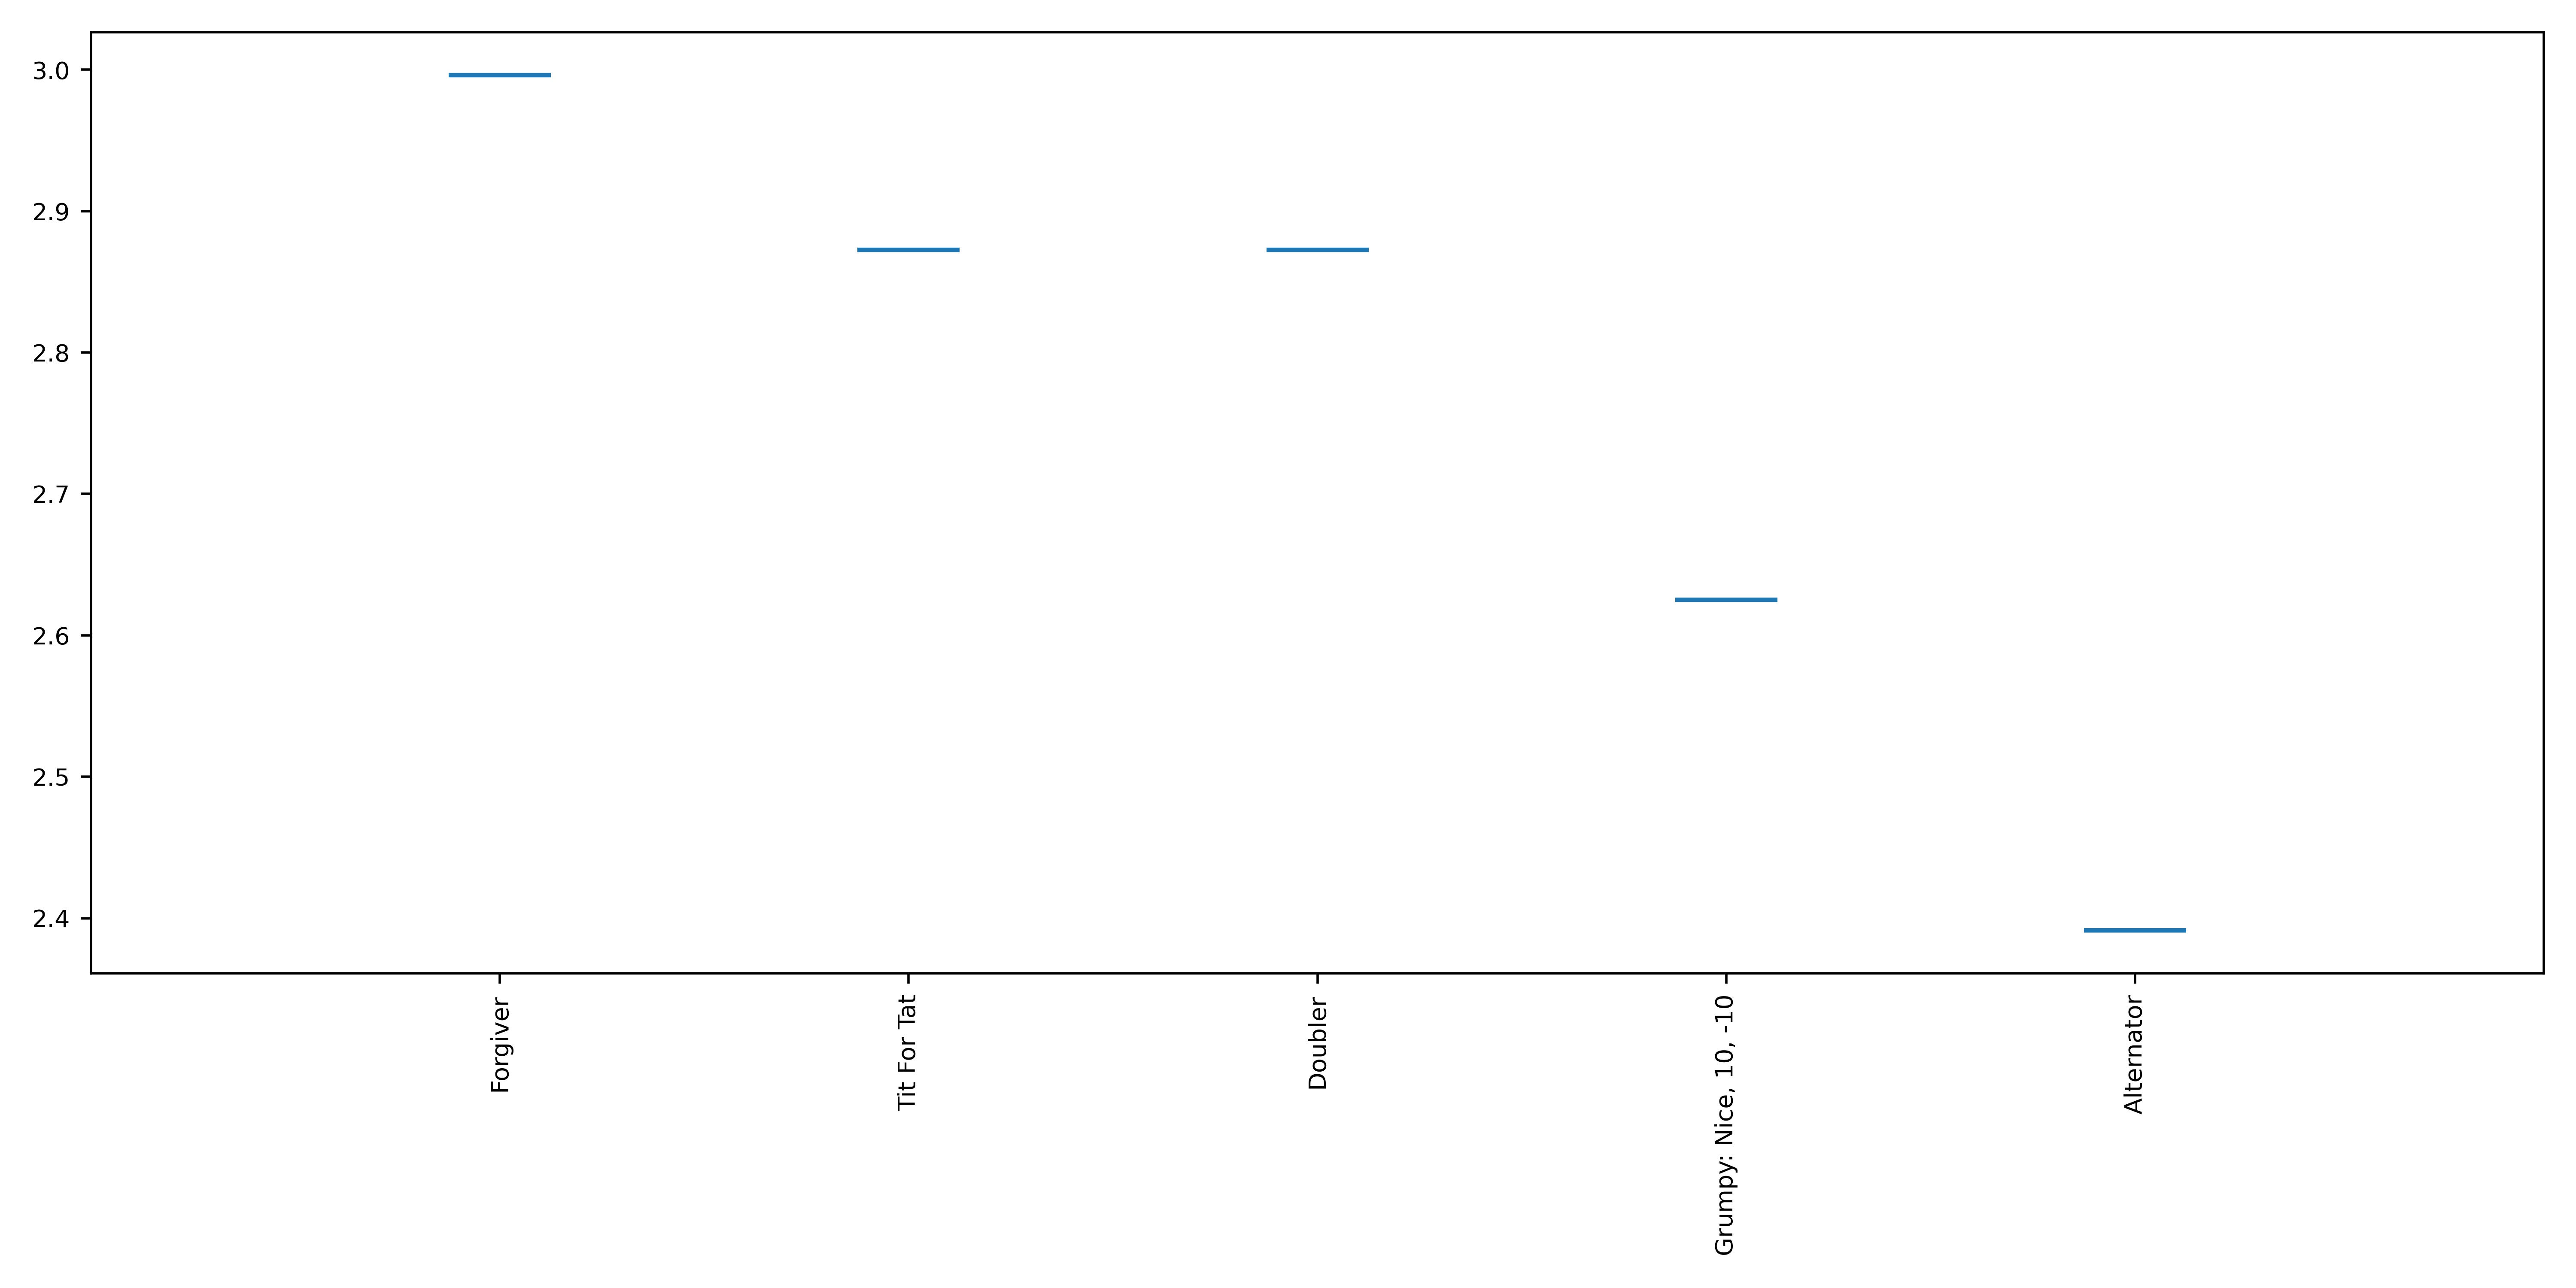 3.0
2.9
2.8
2.7
2.6
2.5
2.4
Forgiver
Tit For Tat
Doubler
Grumpy: Nice, 10, -10
Alternator